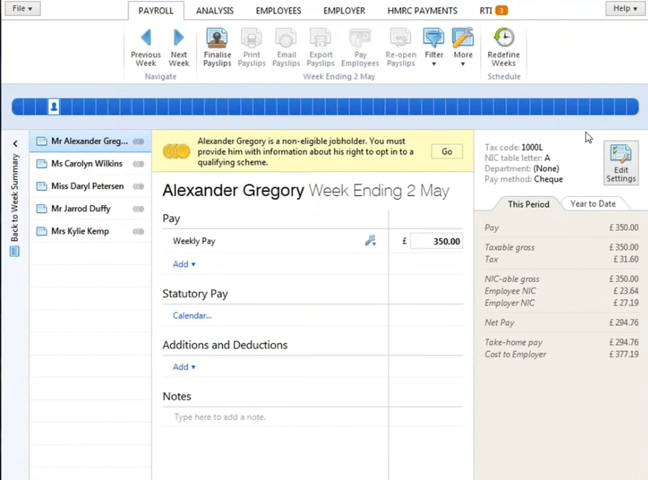 File ▾
PAYROLL ANALYSIS EMPLOYEES EMPLOYER HMRC PAYMENTS RTI 3
Help ▾
Previous Week
Next Week
Finalise Payslips
Print Payslips
Email Payslips
Export Payslips
Pay Employees
Re-open Payslips
Filter
More
Redefine Weeks
Navigate
Week Ending 2 May
Schedule
Back to Week Summary
Mr Alexander Greg...
Ms Carolyn Wilkins
Miss Daryl Petersen
Mr Jarrod Duffy
Mrs Kylie Kemp
Alexander Gregory is a non-eligible jobholder. You must
provide him with information about his right to opt in to a
qualifying scheme.
Go
Alexander Gregory Week Ending 2 May
Pay
Weekly Pay £ 350.00
Add ▾
Statutory Pay
Calendar...
Additions and Deductions
Add ▾
Notes
Type here to add a note.
Tax code: 1000L
NIC table letter: A
Department: (None)
Pay method: Cheque
Edit Settings
This Period Year to Date
Pay £ 350.00
Taxable gross £ 350.00
Tax £ 31.60
NIC-able gross £ 350.00
Employee NIC £ 23.64
Employer NIC £ 27.19
Net Pay £ 294.76
Take-home pay £ 294.76
Cost to Employer £ 377.19